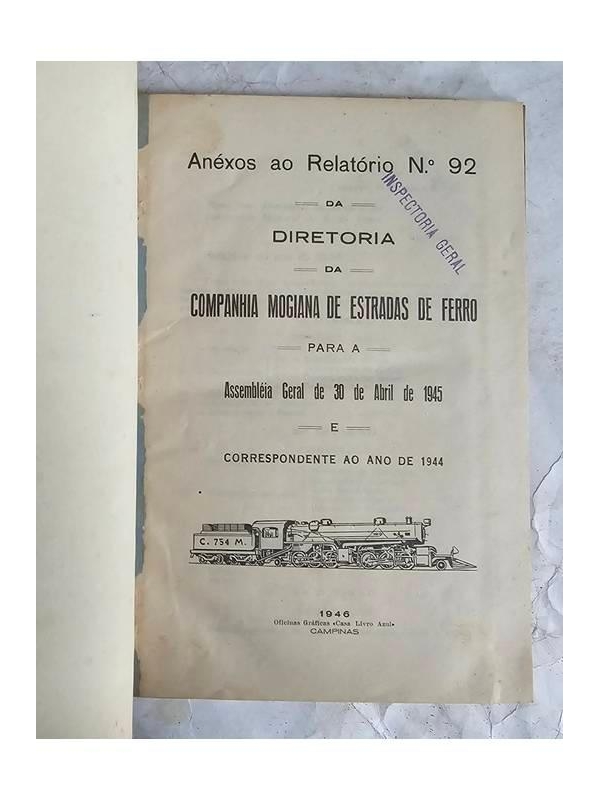 Anéxos ao Relatório N.º 92
INSPECTORIA GERAL
DA
DIRETORIA
DA
COMPANHIA MOGIANA DE ESTRADAS DE FERRO
PARA A
Assembléia Geral de 30 de Abril de 1945
E
CORRESPONDENTE AO ANO DE 1944
C. 754 M.
1946
Oficinas Gráficas «Casa Livro Azul»
CAMPINAS